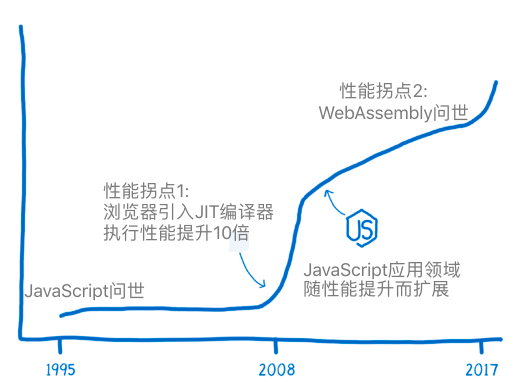 性能拐点2:
WebAssembly问世
性能拐点1:
浏览器引入JIT编译器
执行性能提升10倍
JS
JavaScript应用领域
随性能提升而扩展
JavaScript问世
1995
2008
2017